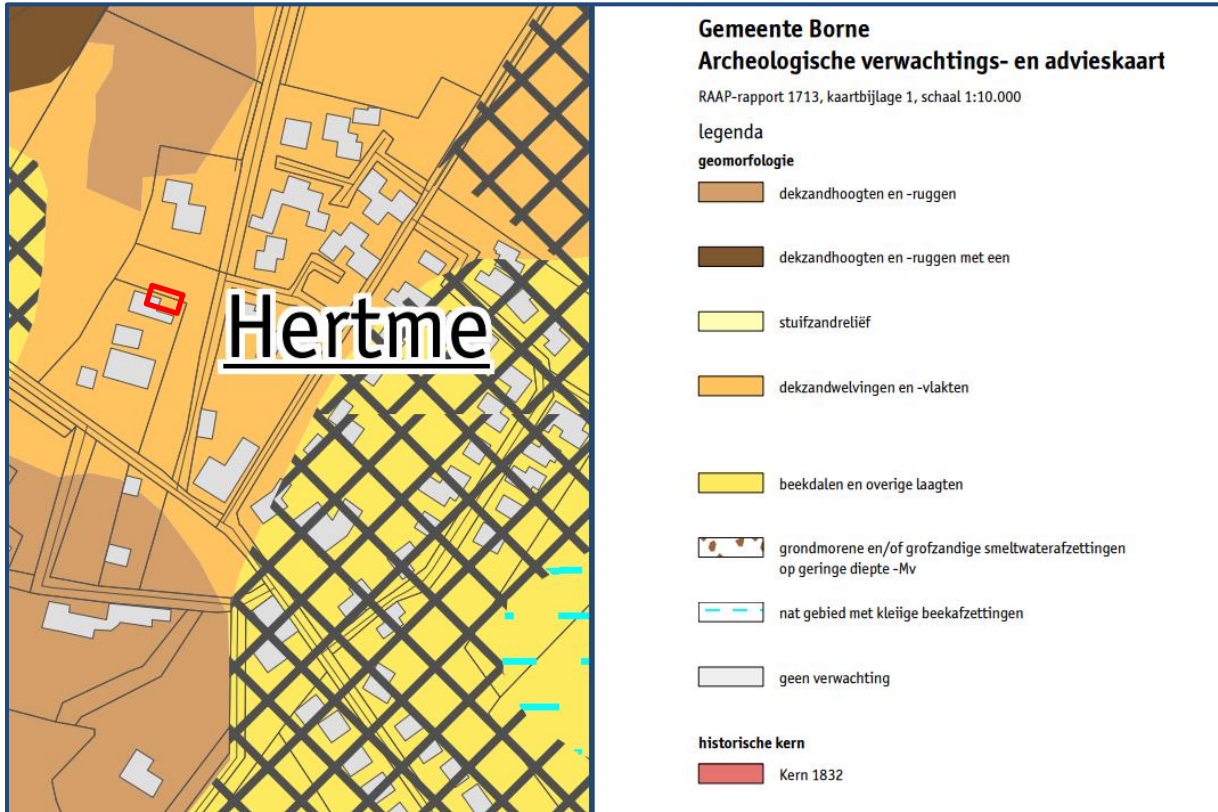 Hertme
Gemeente Borne
Archeologische verwachtings- en advieskaart
RAAP-rapport 1713, kaartbijlage 1, schaal 1:10.000
legenda
geomorfologie
dekzandhoogten en -ruggen
dekzandhoogten en -ruggen met een
stuifzandreliëf
dekzandwelvingen en -vlakten
beekdalen en overige laagten
grondmorene en/of grofzandige smeltwaterafzettingen
op geringe diepte -Mv
nat gebied met kleiige beekafzettingen
geen verwachting
historische kern
Kern 1832